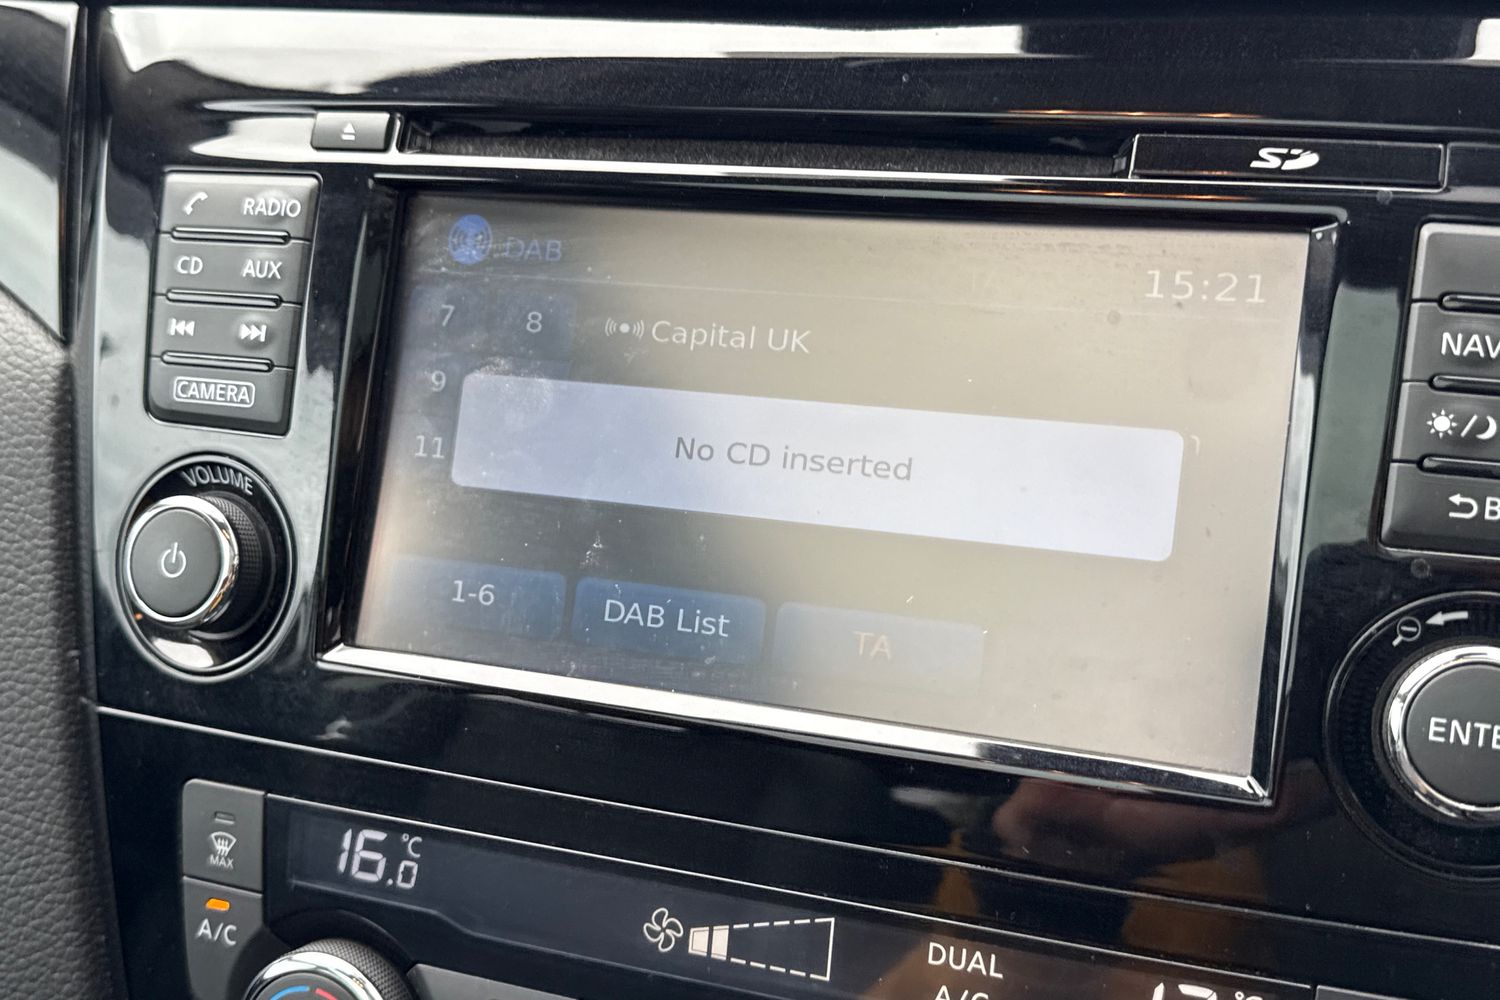 SD
RADIO
CD AUX
CAMERA
VOLUME
DAB
15:21
7 8
Capital UK
9
11
No CD inserted
1-6
DAB List
TA
NAV
B
ENTE
MAX
A/C
16.0 °C
DUAL
A/C